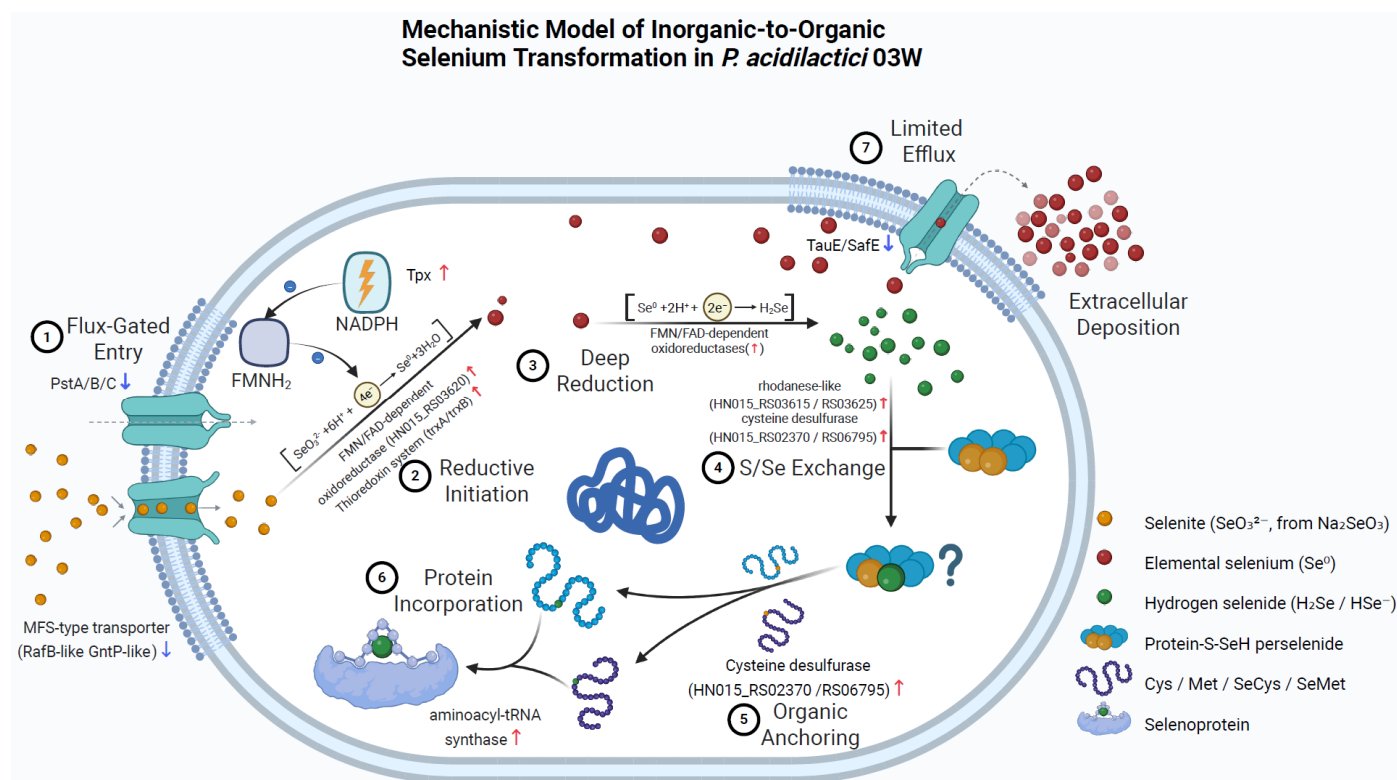 Mechanistic Model of Inorganic-to-Organic
Selenium Transformation in P. acidilactici 03W
1
Flux-Gated
Entry
PstA/B/C ↓
MFS-type transporter
(RafB-like GntP-like) ↓
NADPH
Tpx ↑
FMNH₂
[SeO₃²⁻ +6H⁺ + 4e⁻ → Se⁰+3H₂O]
FMN/FAD-dependent
oxidoreductase (HN015_RS03620) ↑
Thioredoxin system (trxA/trxB) ↑
2
Reductive
Initiation
[Se⁰ +2H⁺ + 2e⁻ → H₂Se]
FMN/FAD-dependent
oxidoreductases(↑)
3
Deep
Reduction
rhodanese-like
(HN015_RS03615 / RS03625) ↑
cysteine desulfurase
(HN015_RS02370 / RS06795) ↑
4
S/Se Exchange
?
Cysteine desulfurase
(HN015_RS02370 /RS06795) ↑
5
Organic
Anchoring
6
Protein
Incorporation
aminoacyl-tRNA
synthase ↑
7
Limited
Efflux
TauE/SafE ↓
Extracellular
Deposition
Selenite (SeO₃²⁻, from Na₂SeO₃)
Elemental selenium (Se⁰)
Hydrogen selenide (H₂Se / HSe⁻)
Protein-S-SeH perselenide
Cys / Met / SeCys / SeMet
Selenoprotein